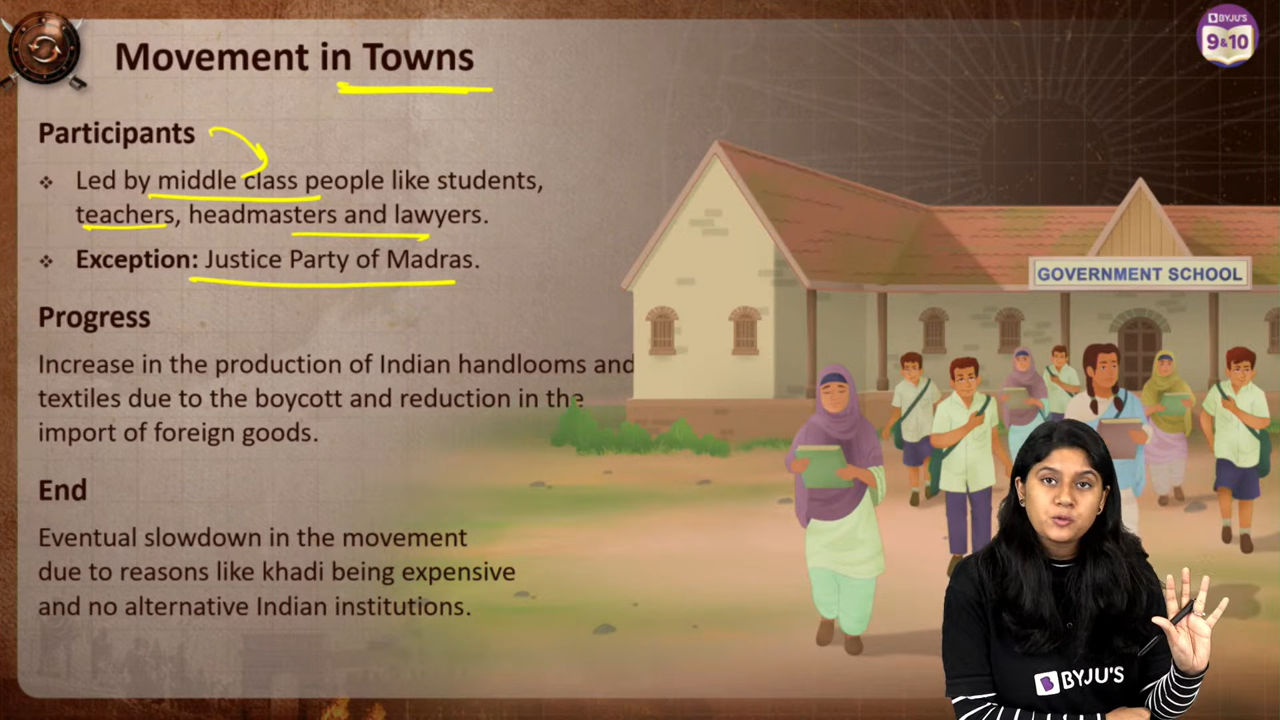 BYJU'S
9&10
Movement in Towns
Participants
❖ Led by middle class people like students,
teachers, headmasters and lawyers.
❖ Exception: Justice Party of Madras.
GOVERNMENT SCHOOL
Progress
Increase in the production of Indian handlooms and
textiles due to the boycott and reduction in the
import of foreign goods.
End
Eventual slowdown in the movement
due to reasons like khadi being expensive
and no alternative Indian institutions.
BYJU'S